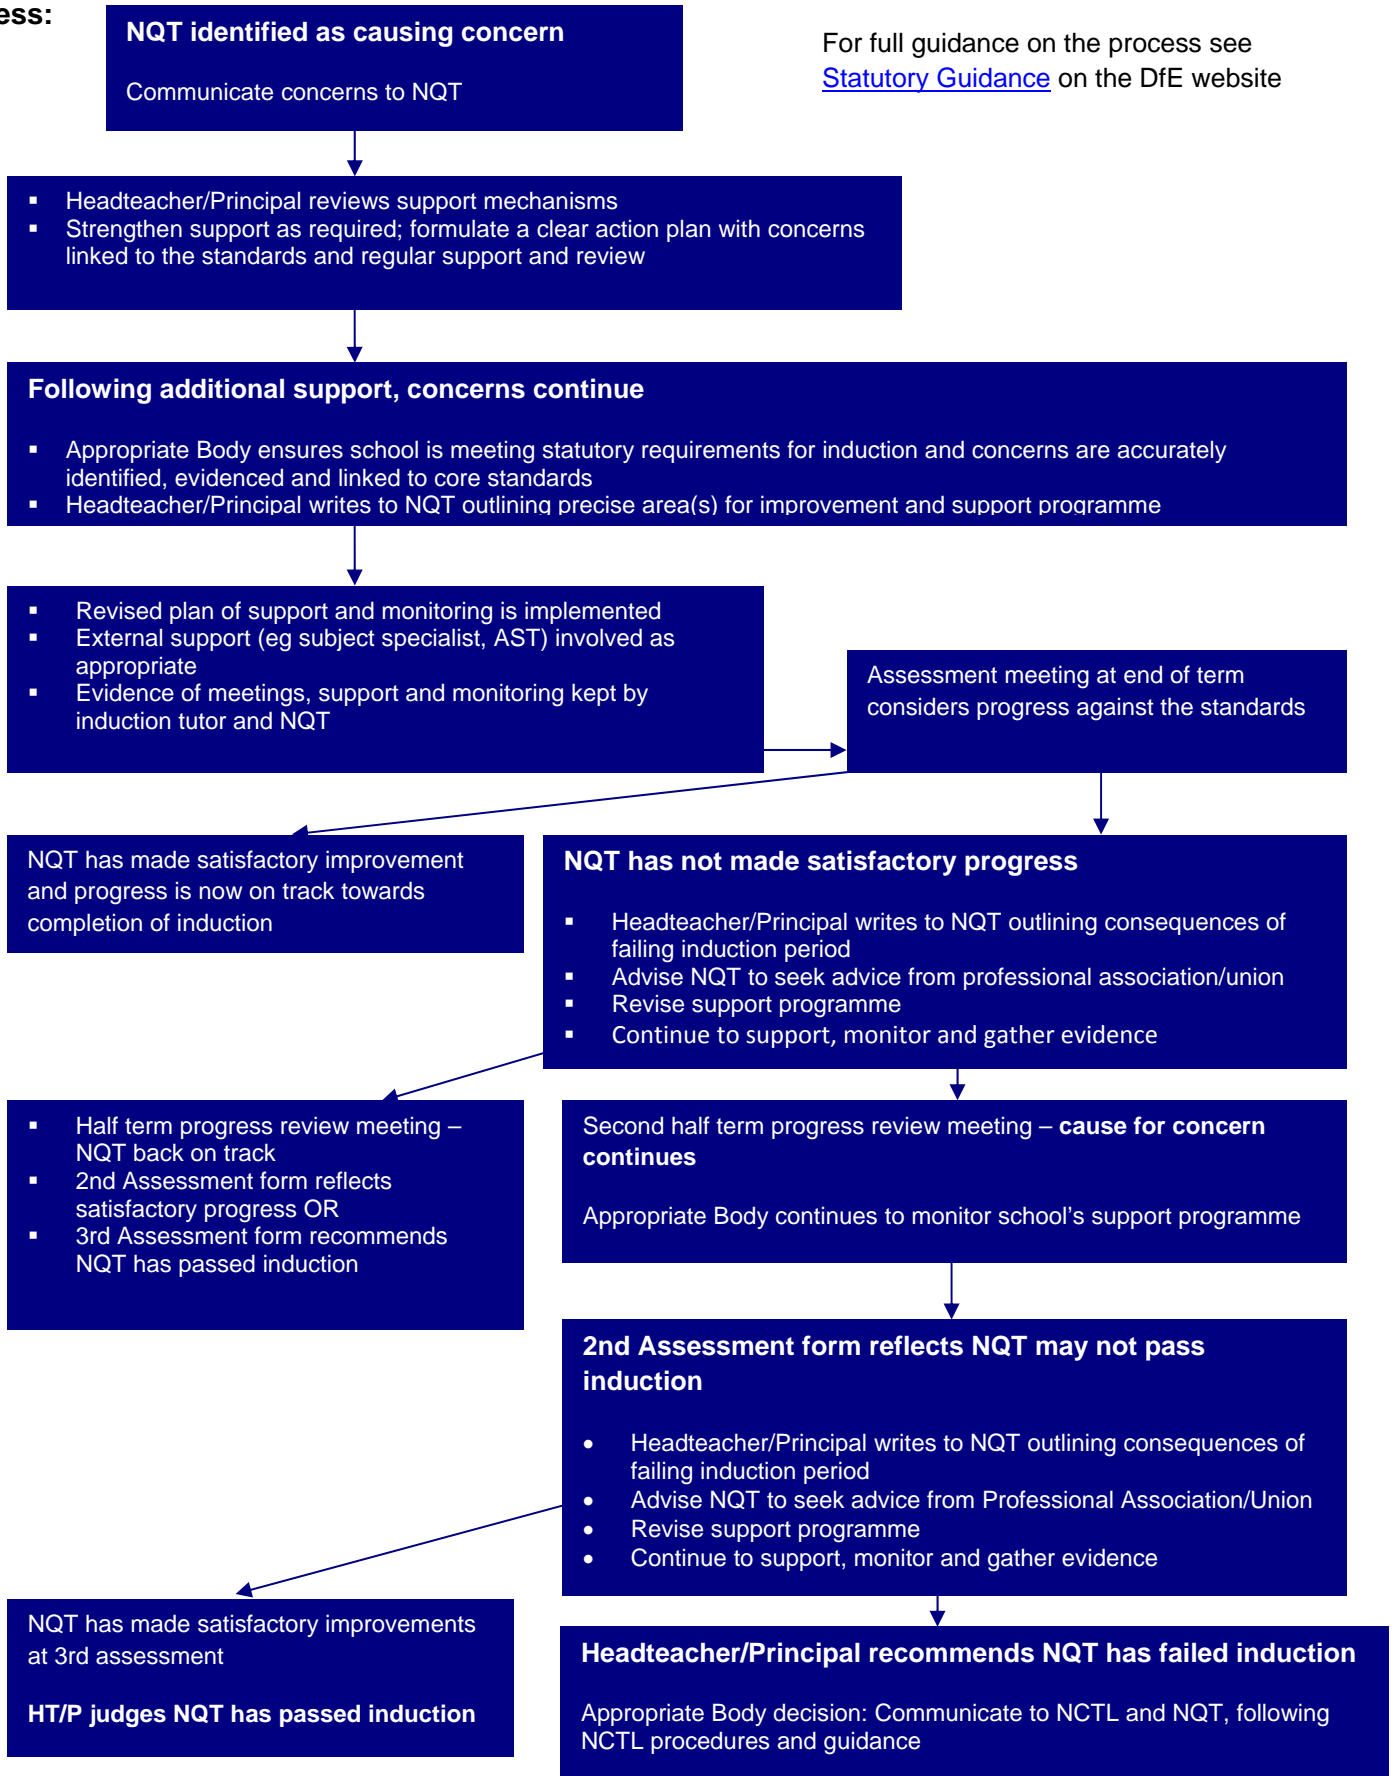 ess:
NQT identified as causing concern
Communicate concerns to NQT
For full guidance on the process see
Statutory Guidance on the DfE website
▪ Headteacher/Principal reviews support mechanisms
▪ Strengthen support as required; formulate a clear action plan with concerns
linked to the standards and regular support and review
Following additional support, concerns continue
▪ Appropriate Body ensures school is meeting statutory requirements for induction and concerns are accurately
identified, evidenced and linked to core standards
▪ Headteacher/Principal writes to NQT outlining precise area(s) for improvement and support programme
▪ Revised plan of support and monitoring is implemented
▪ External support (eg subject specialist, AST) involved as
appropriate
▪ Evidence of meetings, support and monitoring kept by
induction tutor and NQT
Assessment meeting at end of term
considers progress against the standards
NQT has made satisfactory improvement
and progress is now on track towards
completion of induction
NQT has not made satisfactory progress
▪ Headteacher/Principal writes to NQT outlining consequences of
failing induction period
▪ Advise NQT to seek advice from professional association/union
▪ Revise support programme
▪ Continue to support, monitor and gather evidence
▪ Half term progress review meeting –
NQT back on track
▪ 2nd Assessment form reflects
satisfactory progress OR
▪ 3rd Assessment form recommends
NQT has passed induction
Second half term progress review meeting – cause for concern
continues
Appropriate Body continues to monitor school's support programme
2nd Assessment form reflects NQT may not pass
induction
• Headteacher/Principal writes to NQT outlining consequences of
failing induction period
• Advise NQT to seek advice from Professional Association/Union
• Revise support programme
• Continue to support, monitor and gather evidence
NQT has made satisfactory improvements
at 3rd assessment
HT/P judges NQT has passed induction
Headteacher/Principal recommends NQT has failed induction
Appropriate Body decision: Communicate to NCTL and NQT, following
NCTL procedures and guidance